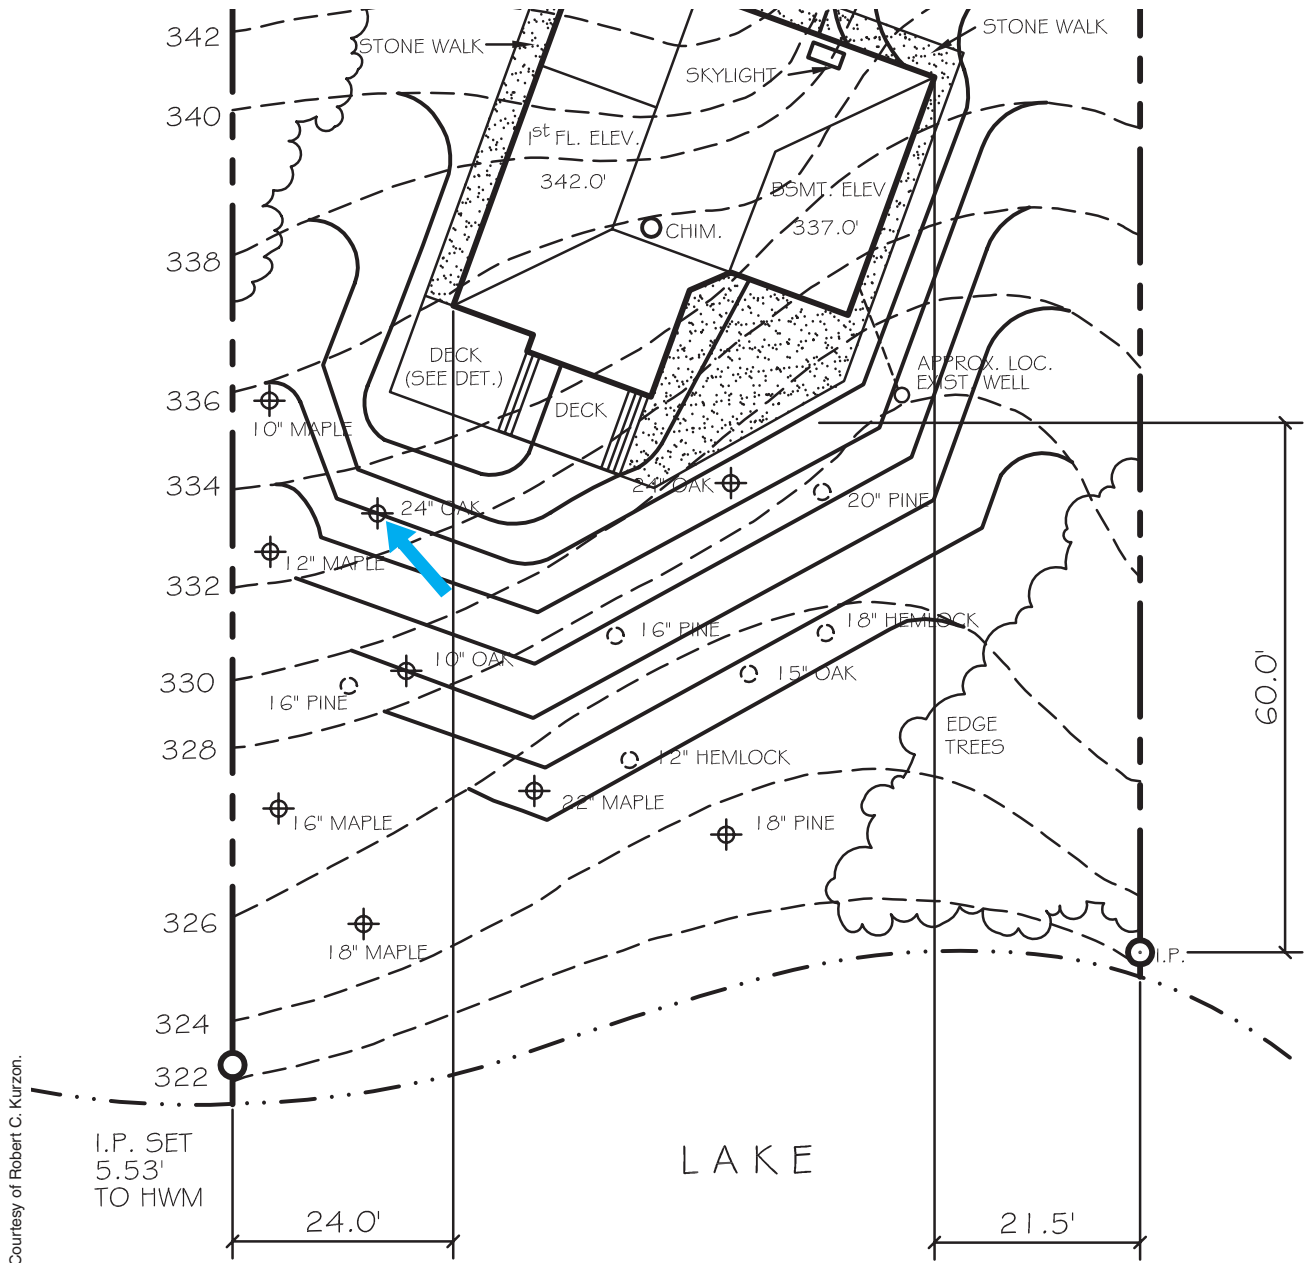 342
STONE WALK
STONE WALK
SKYLIGHT
340
1st FL. ELEV.
342.0'
BSMT. ELEV
337.0'
CHIM.
338
DECK
(SEE DET.)
APPROX. LOC.
EXIST. WELL
336
10" MAPLE
DECK
334
24" OAK
24" OAK
20" PINE
332
12" MAPLE
16" PINE
18" HEMLOCK
330
10" OAK
16" PINE
15" OAK
60.0'
328
EDGE
TREES
12" HEMLOCK
22" MAPLE
16" MAPLE
18" PINE
326
18" MAPLE
I.P.
324
322
I.P. SET
5.53'
TO HWM
LAKE
24.0'
21.5'
Courtesy of Robert C. Kurzon.